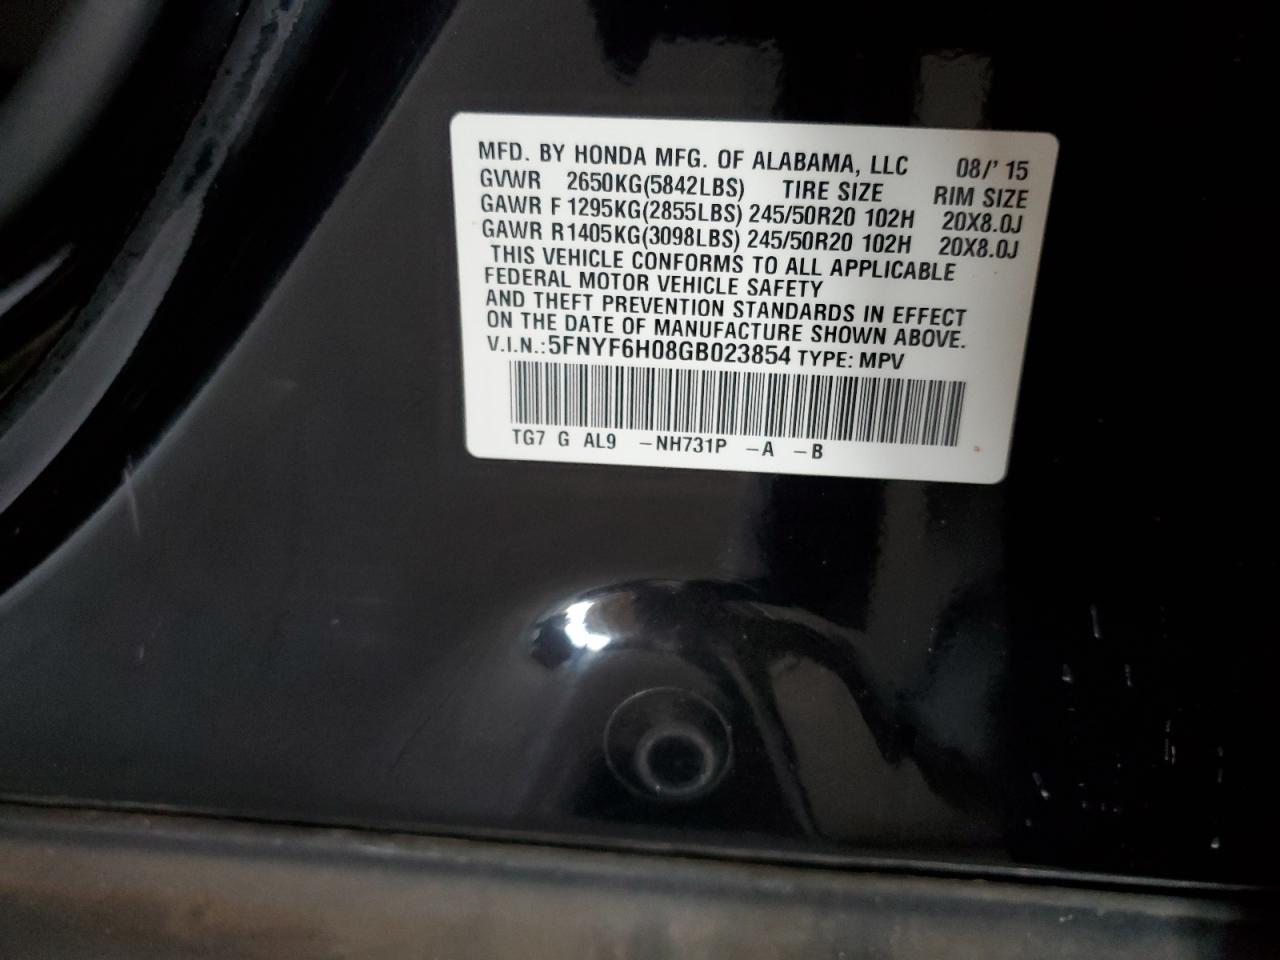 MFD. BY HONDA MFG. OF ALABAMA, LLC 08/' 15
GVWR 2650KG(5842LBS) TIRE SIZE RIM SIZE
GAWR F 1295KG(2855LBS) 245/50R20 102H 20X8.0J
GAWR R1405KG(3098LBS) 245/50R20 102H 20X8.0J
THIS VEHICLE CONFORMS TO ALL APPLICABLE
FEDERAL MOTOR VEHICLE SAFETY
AND THEFT PREVENTION STANDARDS IN EFFECT
ON THE DATE OF MANUFACTURE SHOWN ABOVE.
V.I.N.:5FNYF6H08GB023854 TYPE: MPV
TG7 G AL9 -NH731P -A -B